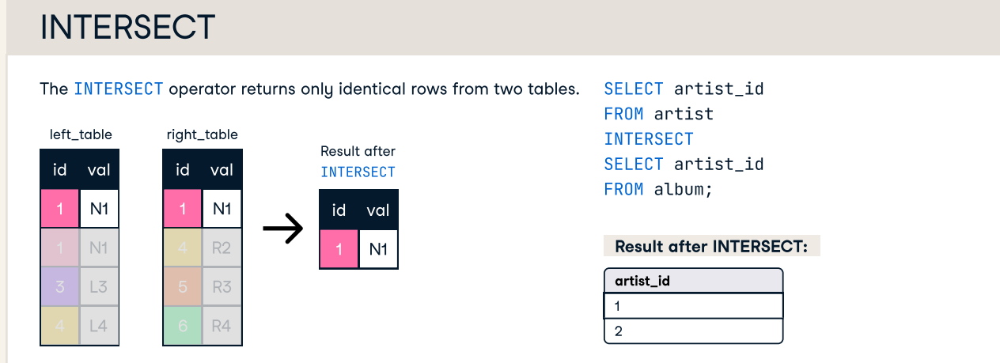 INTERSECT
The INTERSECT operator returns only identical rows from two tables.
left_table
id val
1 N1
1 N1
3 L3
4 L4
right_table
id val
1 N1
4 R2
5 R3
6 R4
Result after
INTERSECT
id val
1 N1
SELECT artist_id
FROM artist
INTERSECT
SELECT artist_id
FROM album;
Result after INTERSECT:
artist_id
1
2